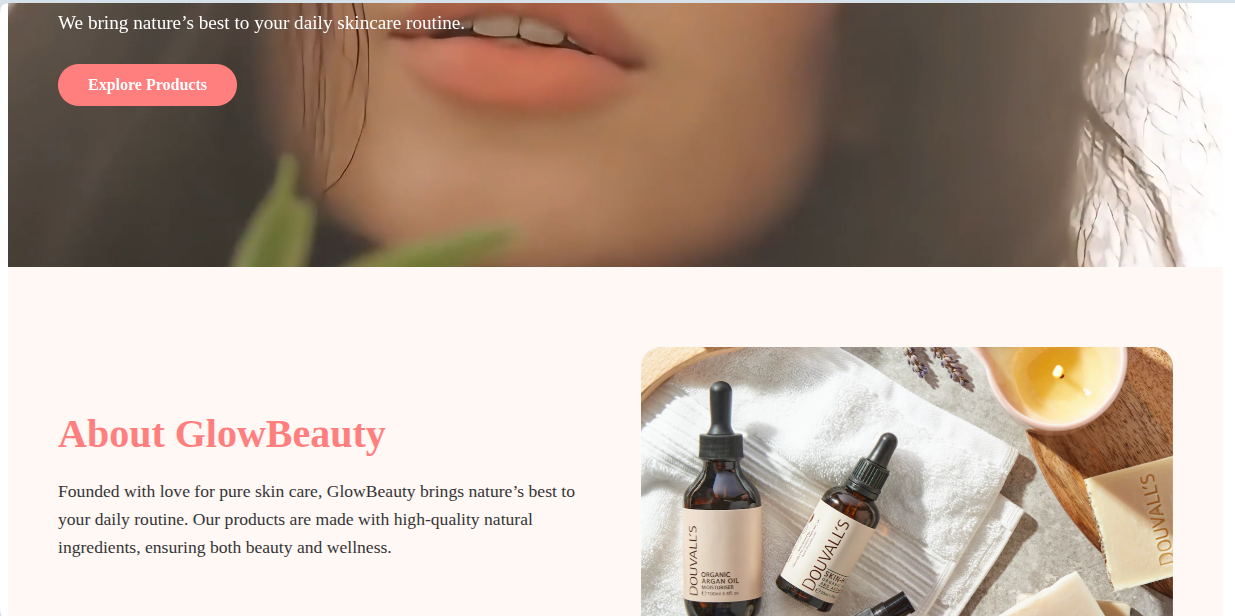 We bring nature’s best to your daily skincare routine.
Explore Products
About GlowBeauty
Founded with love for pure skin care, GlowBeauty brings nature’s best to
your daily routine. Our products are made with high-quality natural
ingredients, ensuring both beauty and wellness.
DOUVALL'S
ORGANIC
ARGAN OIL
MOISTURISER
DOUVALL'S
DOUVALL'S